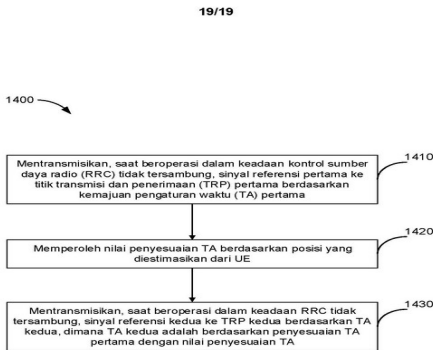 19/19
1400
1410
Mentransmisikan, saat beroperasi dalam keadaan kontrol sumber
daya radio (RRC) tidak tersambung, sinyal referensi pertama ke
titik transmisi dan penerimaan (TRP) pertama berdasarkan
kemajuan pengaturan waktu (TA) pertama
1420
Memperoleh nilai penyesuaian TA berdasarkan posisi yang
diestimasikan dari UE
1430
Mentransmisikan, saat beroperasi dalam keadaan RRC tidak
tersambung, sinyal referensi kedua ke TRP kedua berdasarkan TA
kedua, dimana TA kedua adalah berdasarkan penyesuaian TA
pertama dengan nilai penyesuaian TA